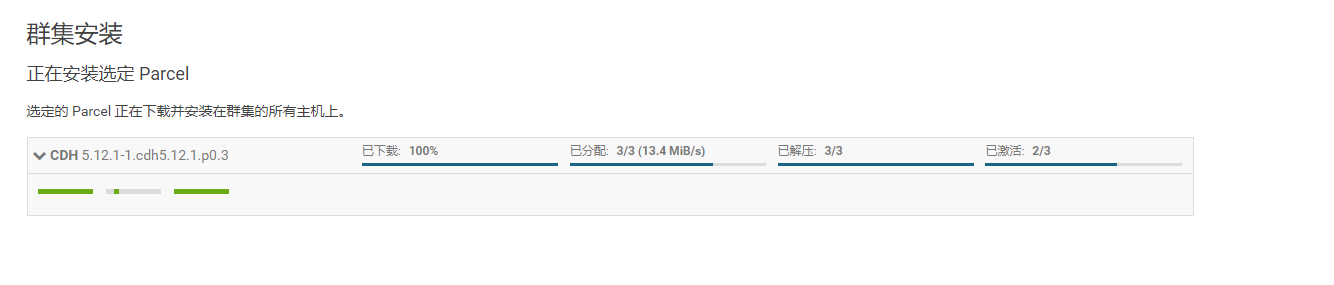 群集安装
正在安装选定 Parcel
选定的 Parcel 正在下载并安装在群集的所有主机上。
CDH 5.12.1-1.cdh5.12.1.p0.3 已下载: 100% 已分配: 3/3 (13.4 MiB/s) 已解压: 3/3 已激活: 2/3